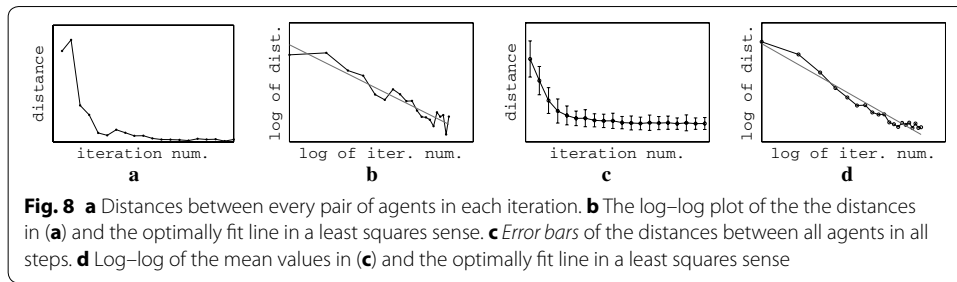 distance
iteration num.
a
log of dist.
log of iter. num.
b
distance
iteration num.
c
log of dist.
log of iter. num.
d
Fig. 8 a Distances between every pair of agents in each iteration. b The log–log plot of the the distances
in (a) and the optimally fit line in a least squares sense. c Error bars of the distances between all agents in all
steps. d Log–log of the mean values in (c) and the optimally fit line in a least squares sense